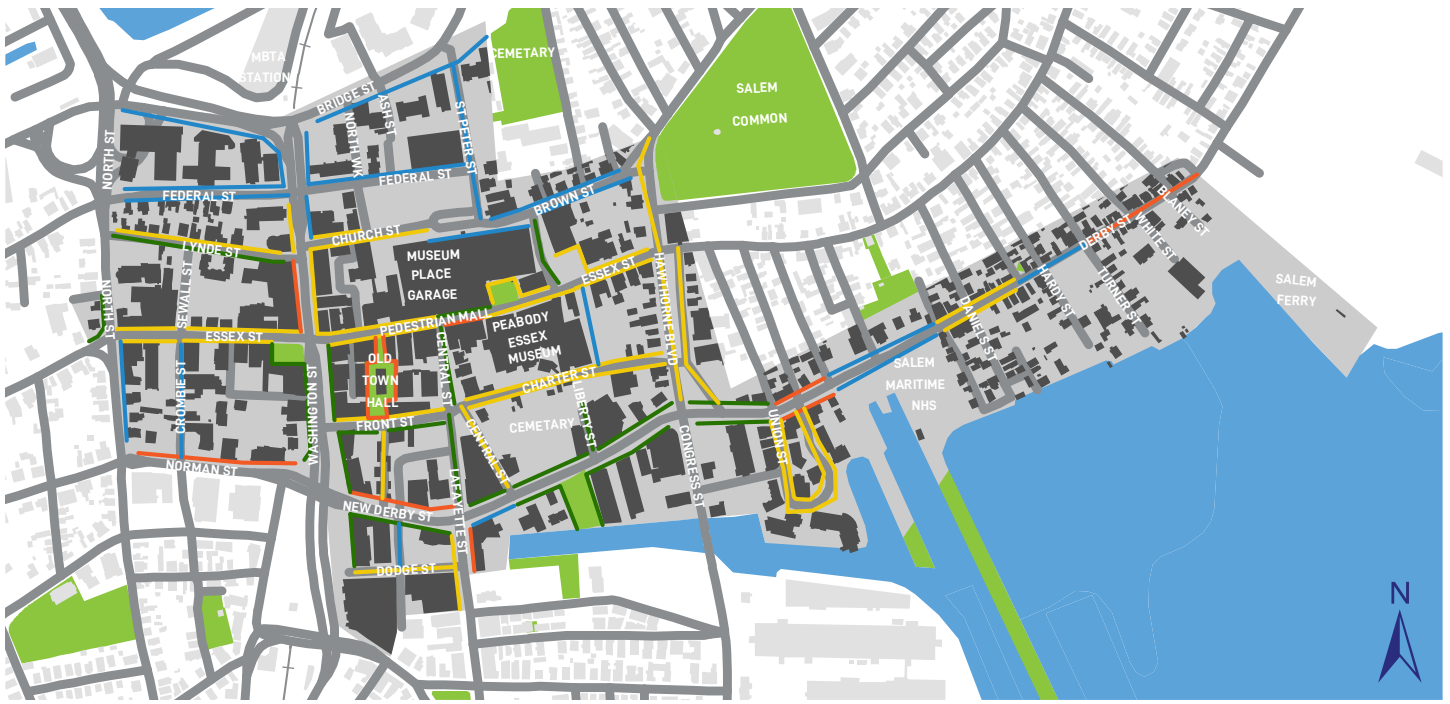 MBTA
STATION
CEMETARY
SALEM
COMMON
BRIDGE ST
ASH ST
NORTH WK
ST PETER ST
NORTH ST
FEDERAL ST
FEDERAL ST
BROWN ST
LYNDE ST
CHURCH ST
MUSEUM
PLACE
GARAGE
ESSEX ST
HAWTHORNE BLVD
SEWALL ST
NORTH ST
ESSEX ST
PEDESTRIAN MALL
PEABODY
ESSEX
MUSEUM
CENTRAL ST
OLD
TOWN
HALL
CHARTER ST
CROMBIE ST
WASHINGTON ST
FRONT ST
CEMETARY
LIBERTY ST
CENTRAL ST
NORMAN ST
NEW DERBY ST
LAFAYETTE ST
CONGRESS ST
UNION ST
DODGE ST
SALEM
MARITIME
NHS
DANIELS ST
HARDY ST
TURNER ST
WHITE ST
BLANEY ST
DERBY ST
SALEM
FERRY
N